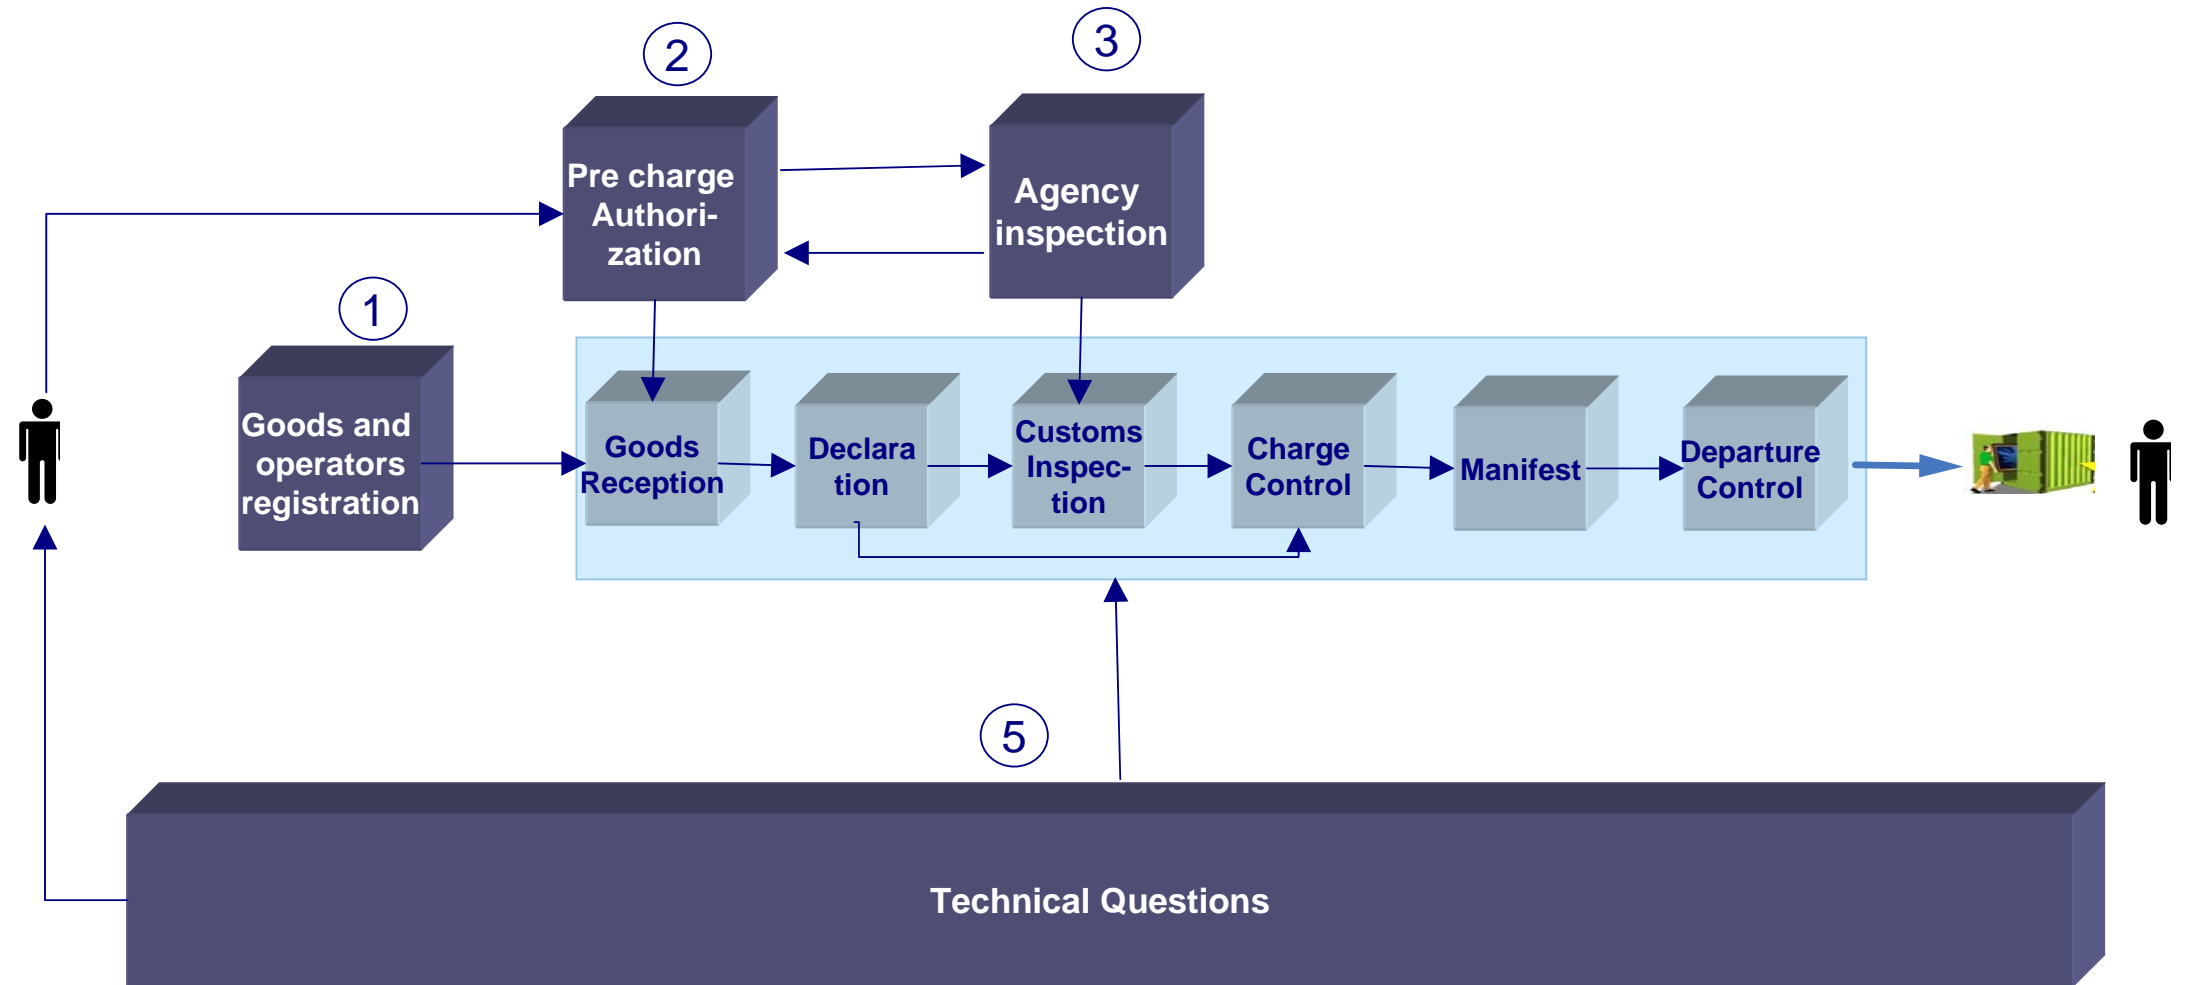 2
3
Pre charge
Authori-
zation
Agency
inspection
1
Goods and
operators
registration
Goods
Reception
Declara
tion
Customs
Inspec-
tion
Charge
Control
Manifest
Departure
Control
5
Technical Questions